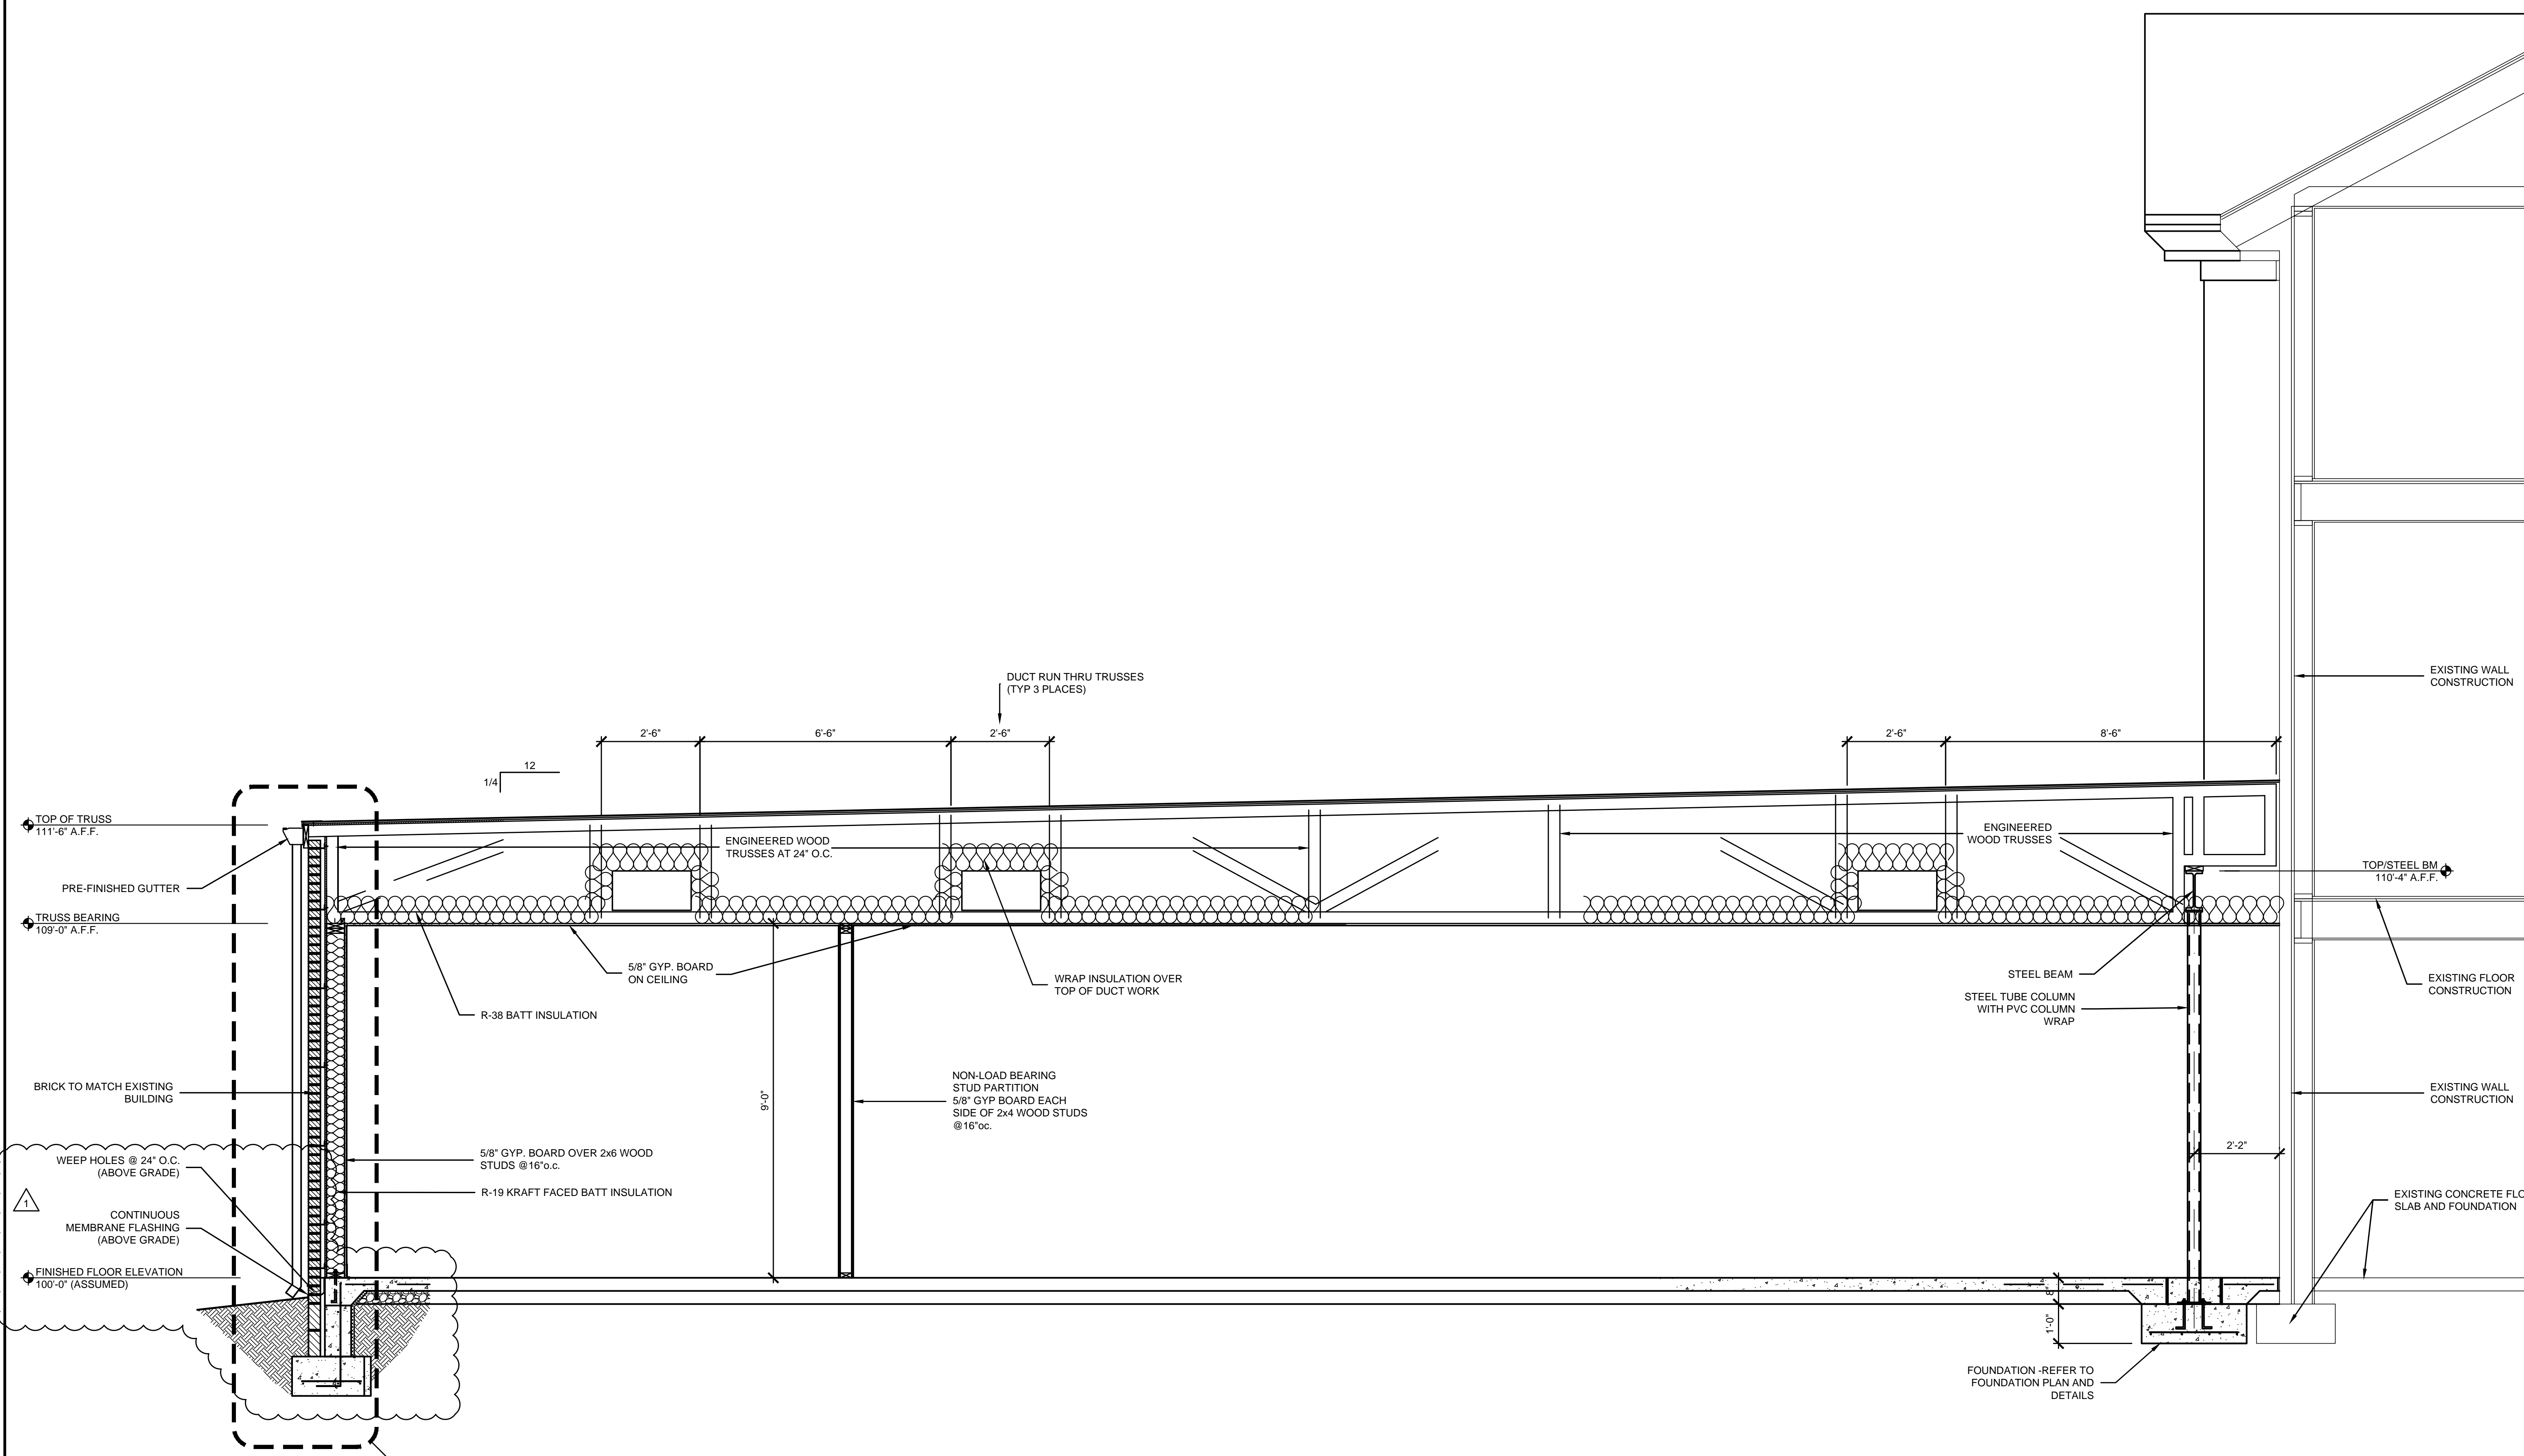 DUCT RUN THRU TRUSSES
(TYP 3 PLACES)
EXISTING WALL
CONSTRUCTION
2'-6"
6'-6"
2'-6"
2'-6"
8'-6"
12
1/4
TOP OF TRUSS
111'-6" A.F.F.
ENGINEERED WOOD
TRUSSES AT 24" O.C.
ENGINEERED
WOOD TRUSSES
TOP/STEEL BM
110'-4" A.F.F.
PRE-FINISHED GUTTER
TRUSS BEARING
109'-0" A.F.F.
5/8" GYP. BOARD
ON CEILING
WRAP INSULATION OVER
TOP OF DUCT WORK
STEEL BEAM
EXISTING FLOOR
CONSTRUCTION
STEEL TUBE COLUMN
WITH PVC COLUMN
WRAP
R-38 BATT INSULATION
BRICK TO MATCH EXISTING
BUILDING
9'-0"
NON-LOAD BEARING
STUD PARTITION
5/8" GYP BOARD EACH
SIDE OF 2x4 WOOD STUDS
@16"oc.
EXISTING WALL
CONSTRUCTION
WEEP HOLES @ 24" O.C.
(ABOVE GRADE)
5/8" GYP. BOARD OVER 2x6 WOOD
STUDS @16"o.c.
2'-2"
R-19 KRAFT FACED BATT INSULATION
1
EXISTING CONCRETE FLO
SLAB AND FOUNDATION
CONTINUOUS
MEMBRANE FLASHING
(ABOVE GRADE)
FINISHED FLOOR ELEVATION
100'-0" (ASSUMED)
8"
1'-0"
FOUNDATION -REFER TO
FOUNDATION PLAN AND
DETAILS